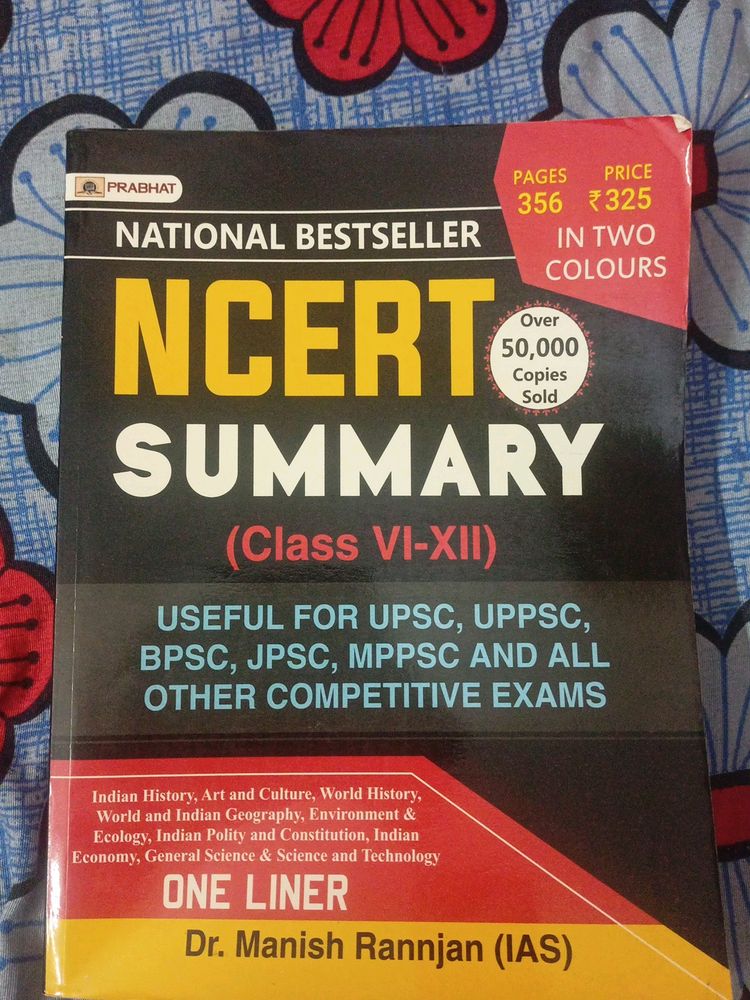 PRABHAT
PAGES PRICE
356 ₹325
IN TWO
COLOURS
NATIONAL BESTSELLER
NCERT
Over
50,000
Copies
Sold
SUMMARY
(Class VI-XII)
USEFUL FOR UPSC, UPPSC,
BPSC, JPSC, MPPSC AND ALL
OTHER COMPETITIVE EXAMS
Indian History, Art and Culture, World History,
World and Indian Geography, Environment &
Ecology, Indian Polity and Constitution, Indian
Economy, General Science & Science and Technology
ONE LINER
Dr. Manish Rannjan (IAS)